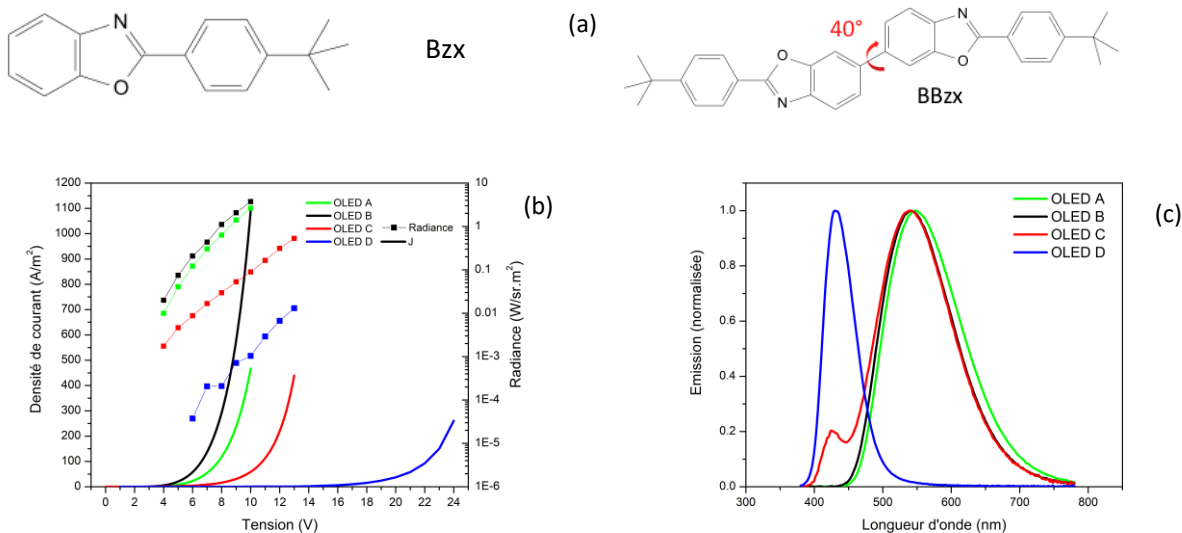 N
O
Bzx
(a)
40°
O
N
N
O
BBzx
(b)
Densité de courant (A/m²)
1200
1100
1000
900
800
700
600
500
400
300
200
100
0
OLED A
OLED B
OLED C
OLED D
Radiance
J
10
1
0.1
0.01
1E-3
1E-4
1E-5
1E-6
Radiance (W/sr.m²)
0 2 4 6 8 10 12 14 16 18 20 22 24
Tension (V)
(c)
Emission (normalisée)
1.0
0.8
0.6
0.4
0.2
0.0
OLED A
OLED B
OLED C
OLED D
300 400 500 600 700 800
Longueur d'onde (nm)